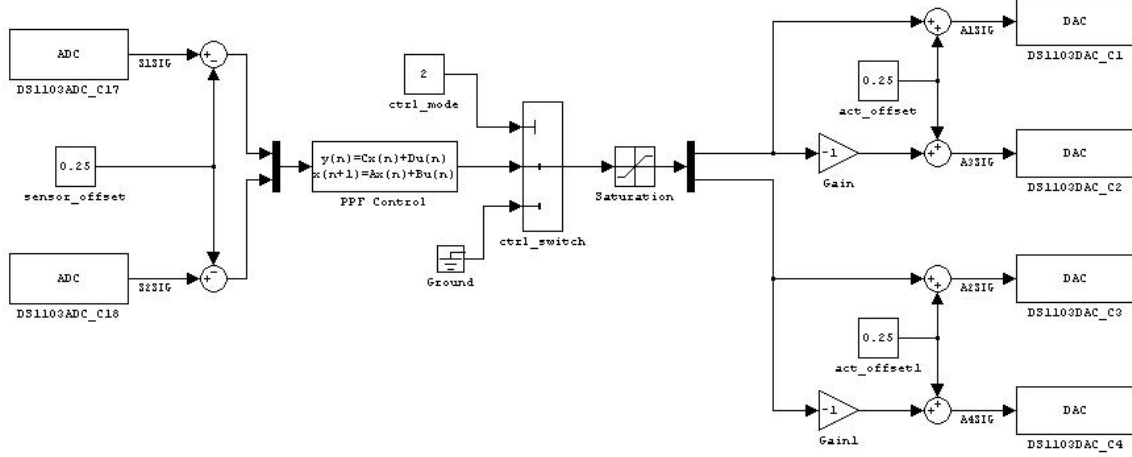 ADC
DS1103ADC_C17
S1SIG
+
−
0.25
sensor_offset
ADC
DS1103ADC_C18
S2SIG
+
−
y(n)=Cx(n)+Du(n)
x(n+1)=Ax(n)+Bu(n)
PPF Control
2
ctrl_mode
ctrl_switch
Ground
Saturation
+
+
A1SIG
DAC
DS1103DAC_C1
0.25
act_offset
-1
Gain
+
+
A3SIG
DAC
DS1103DAC_C2
+
+
A2SIG
DAC
DS1103DAC_C3
0.25
act_offset1
-1
Gain1
+
+
A4SIG
DAC
DS1103DAC_C4